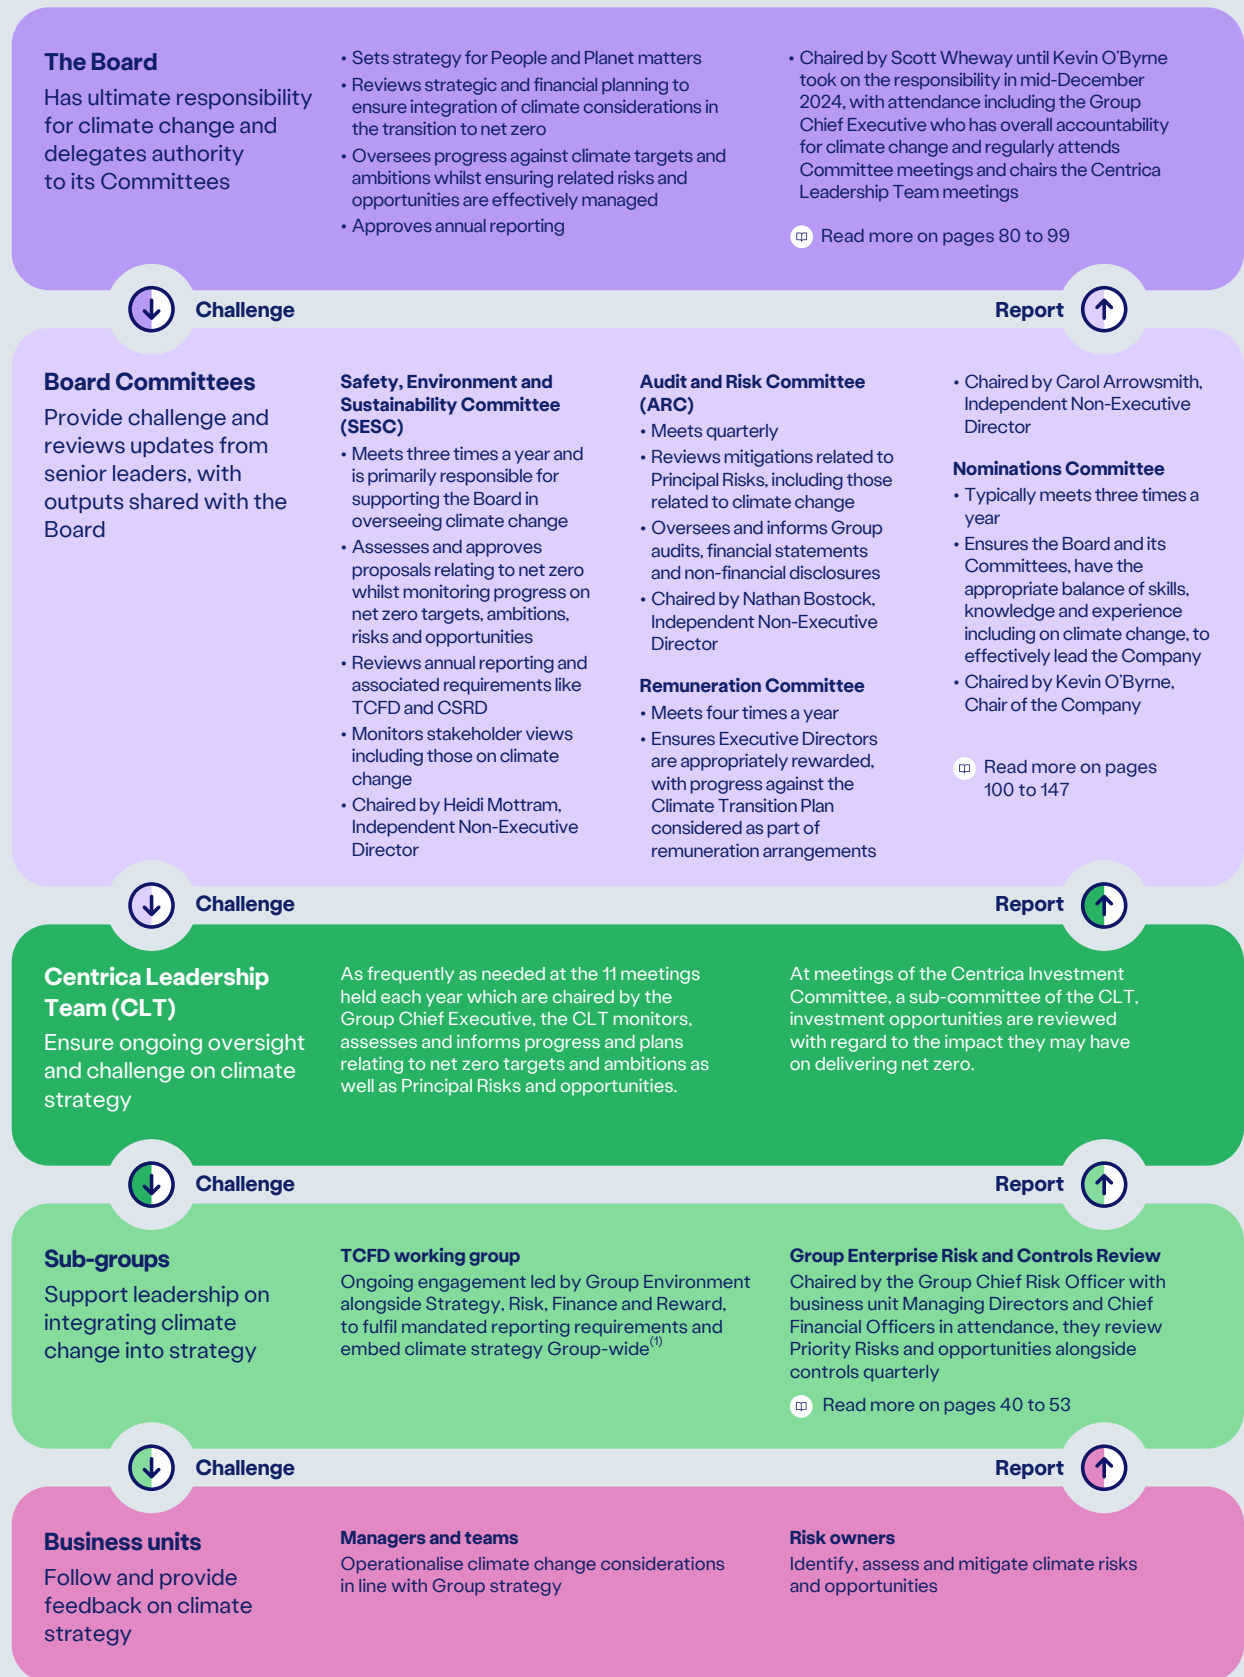 The Board
Has ultimate responsibility
for climate change and
delegates authority
to its Committees
• Sets strategy for People and Planet matters
• Reviews strategic and financial planning to
ensure integration of climate considerations in
the transition to net zero
• Oversees progress against climate targets and
ambitions whilst ensuring related risks and
opportunities are effectively managed
• Approves annual reporting
• Chaired by Scott Wheway until Kevin O’Byrne
took on the responsibility in mid-December
2024, with attendance including the Group
Chief Executive who has overall accountability
for climate change and regularly attends
Committee meetings and chairs the Centrica
Leadership Team meetings
Read more on pages 80 to 99
Challenge
Report
Board Committees
Provide challenge and
reviews updates from
senior leaders, with
outputs shared with the
Board
Safety, Environment and
Sustainability Committee
(SESC)
• Meets three times a year and
is primarily responsible for
supporting the Board in
overseeing climate change
• Assesses and approves
proposals relating to net zero
whilst monitoring progress on
net zero targets, ambitions,
risks and opportunities
• Reviews annual reporting and
associated requirements like
TCFD and CSRD
• Monitors stakeholder views
including those on climate
change
• Chaired by Heidi Mottram,
Independent Non-Executive
Director
Audit and Risk Committee
(ARC)
• Meets quarterly
• Reviews mitigations related to
Principal Risks, including those
related to climate change
• Oversees and informs Group
audits, financial statements
and non-financial disclosures
• Chaired by Nathan Bostock,
Independent Non-Executive
Director
Remuneration Committee
• Meets four times a year
• Ensures Executive Directors
are appropriately rewarded,
with progress against the
Climate Transition Plan
considered as part of
remuneration arrangements
• Chaired by Carol Arrowsmith,
Independent Non-Executive
Director
Nominations Committee
• Typically meets three times a
year
• Ensures the Board and its
Committees, have the
appropriate balance of skills,
knowledge and experience
including on climate change, to
effectively lead the Company
• Chaired by Kevin O’Byrne,
Chair of the Company
Read more on pages
100 to 147
Challenge
Report
Centrica Leadership
Team (CLT)
Ensure ongoing oversight
and challenge on climate
strategy
As frequently as needed at the 11 meetings
held each year which are chaired by the
Group Chief Executive, the CLT monitors,
assesses and informs progress and plans
relating to net zero targets and ambitions as
well as Principal Risks and opportunities.
At meetings of the Centrica Investment
Committee, a sub-committee of the CLT,
investment opportunities are reviewed
with regard to the impact they may have
on delivering net zero.
Challenge
Report
Sub-groups
Support leadership on
integrating climate
change into strategy
TCFD working group
Ongoing engagement led by Group Environment
alongside Strategy, Risk, Finance and Reward,
to fulfil mandated reporting requirements and
embed climate strategy Group-wide(1)
Group Enterprise Risk and Controls Review
Chaired by the Group Chief Risk Officer with
business unit Managing Directors and Chief
Financial Officers in attendance, they review
Priority Risks and opportunities alongside
controls quarterly
Read more on pages 40 to 53
Challenge
Report
Business units
Follow and provide
feedback on climate
strategy
Managers and teams
Operationalise climate change considerations
in line with Group strategy
Risk owners
Identify, assess and mitigate climate risks
and opportunities